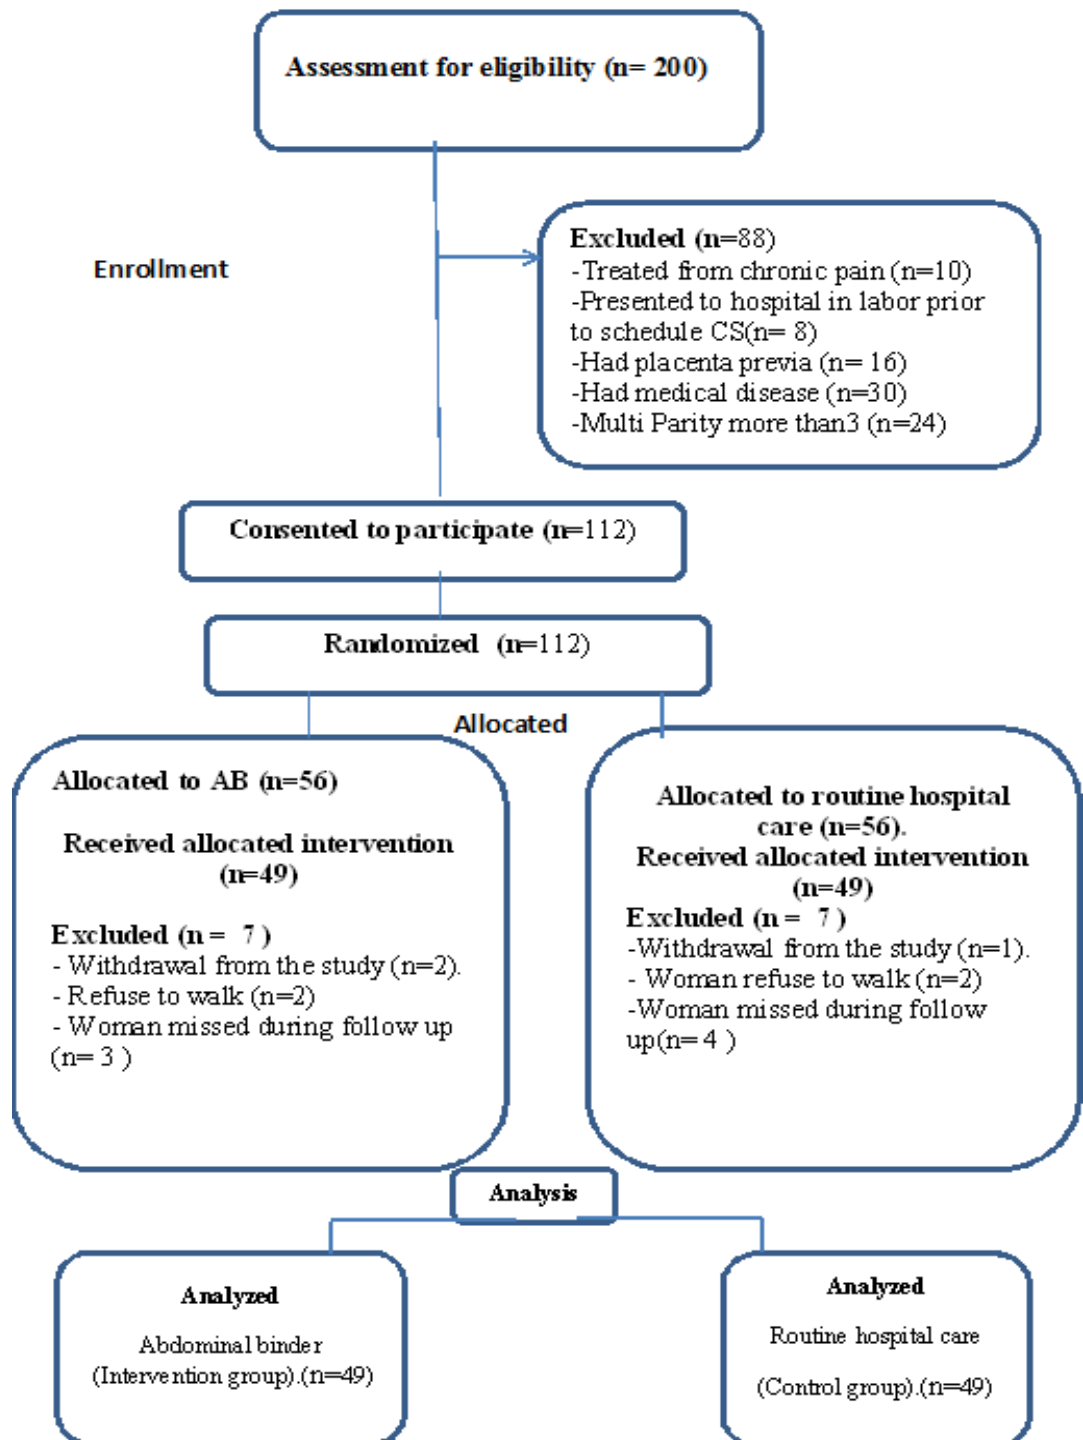 Assessment for eligibility (n= 200)
Enrollment
Excluded (n=88)
-Treated from chronic pain (n=10)
-Presented to hospital in labor prior
to schedule CS(n= 8)
-Had placenta previa (n= 16)
-Had medical disease (n=30)
-Multi Parity more than3 (n=24)
Consented to participate (n=112)
Randomized (n=112)
Allocated
Allocated to AB (n=56)
Received allocated intervention
(n=49)
Excluded (n = 7 )
- Withdrawal from the study (n=2).
- Refuse to walk (n=2)
- Woman missed during follow up
(n= 3 )
Allocated to routine hospital
care (n=56).
Received allocated intervention
(n=49)
Excluded (n = 7 )
-Withdrawal from the study (n=1).
- Woman refuse to walk (n=2)
-Woman missed during follow
up(n= 4 )
Analysis
Analyzed
Abdominal binder
(Intervention group).(n=49)
Analyzed
Routine hospital care
(Control group).(n=49)